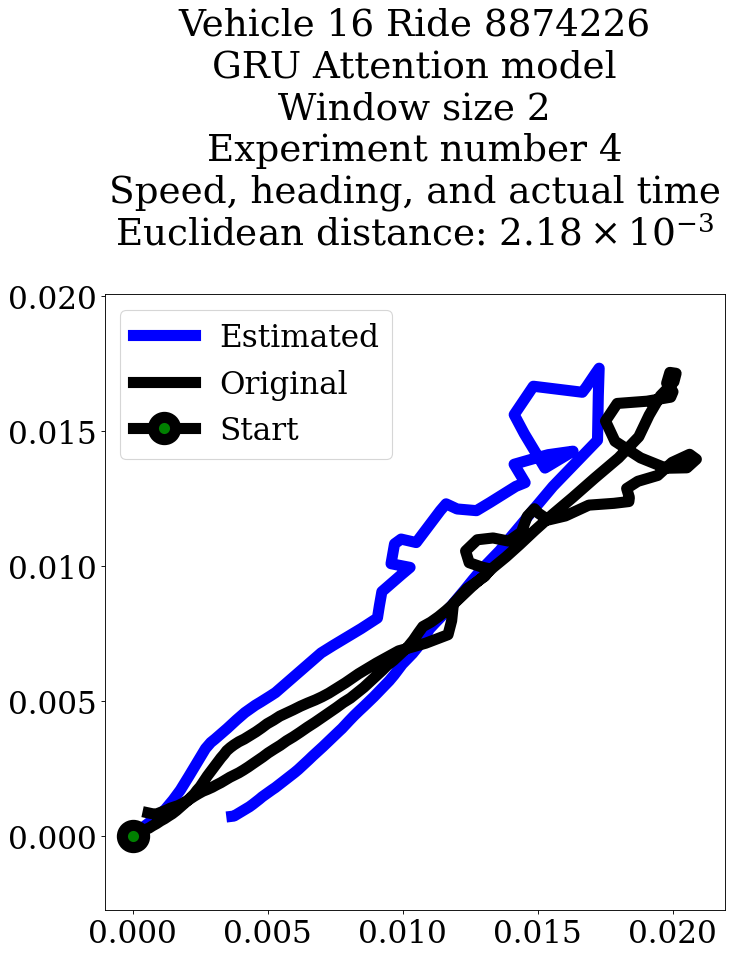 Vehicle 16 Ride 8874226
GRU Attention model
Window size 2
Experiment number 4
Speed, heading, and actual time
Euclidean distance: 2.18 × 10⁻³
0.020
0.015
0.010
0.005
0.000
Estimated
Original
Start
0.000 0.005 0.010 0.015 0.020